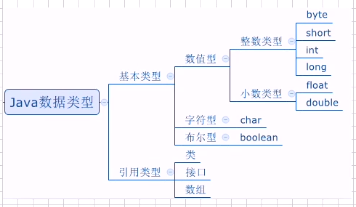 Java数据类型
基本类型
数值型
整数类型
byte
short
int
long
小数类型
float
double
字符型
char
布尔型
boolean
引用类型
类
接口
数组